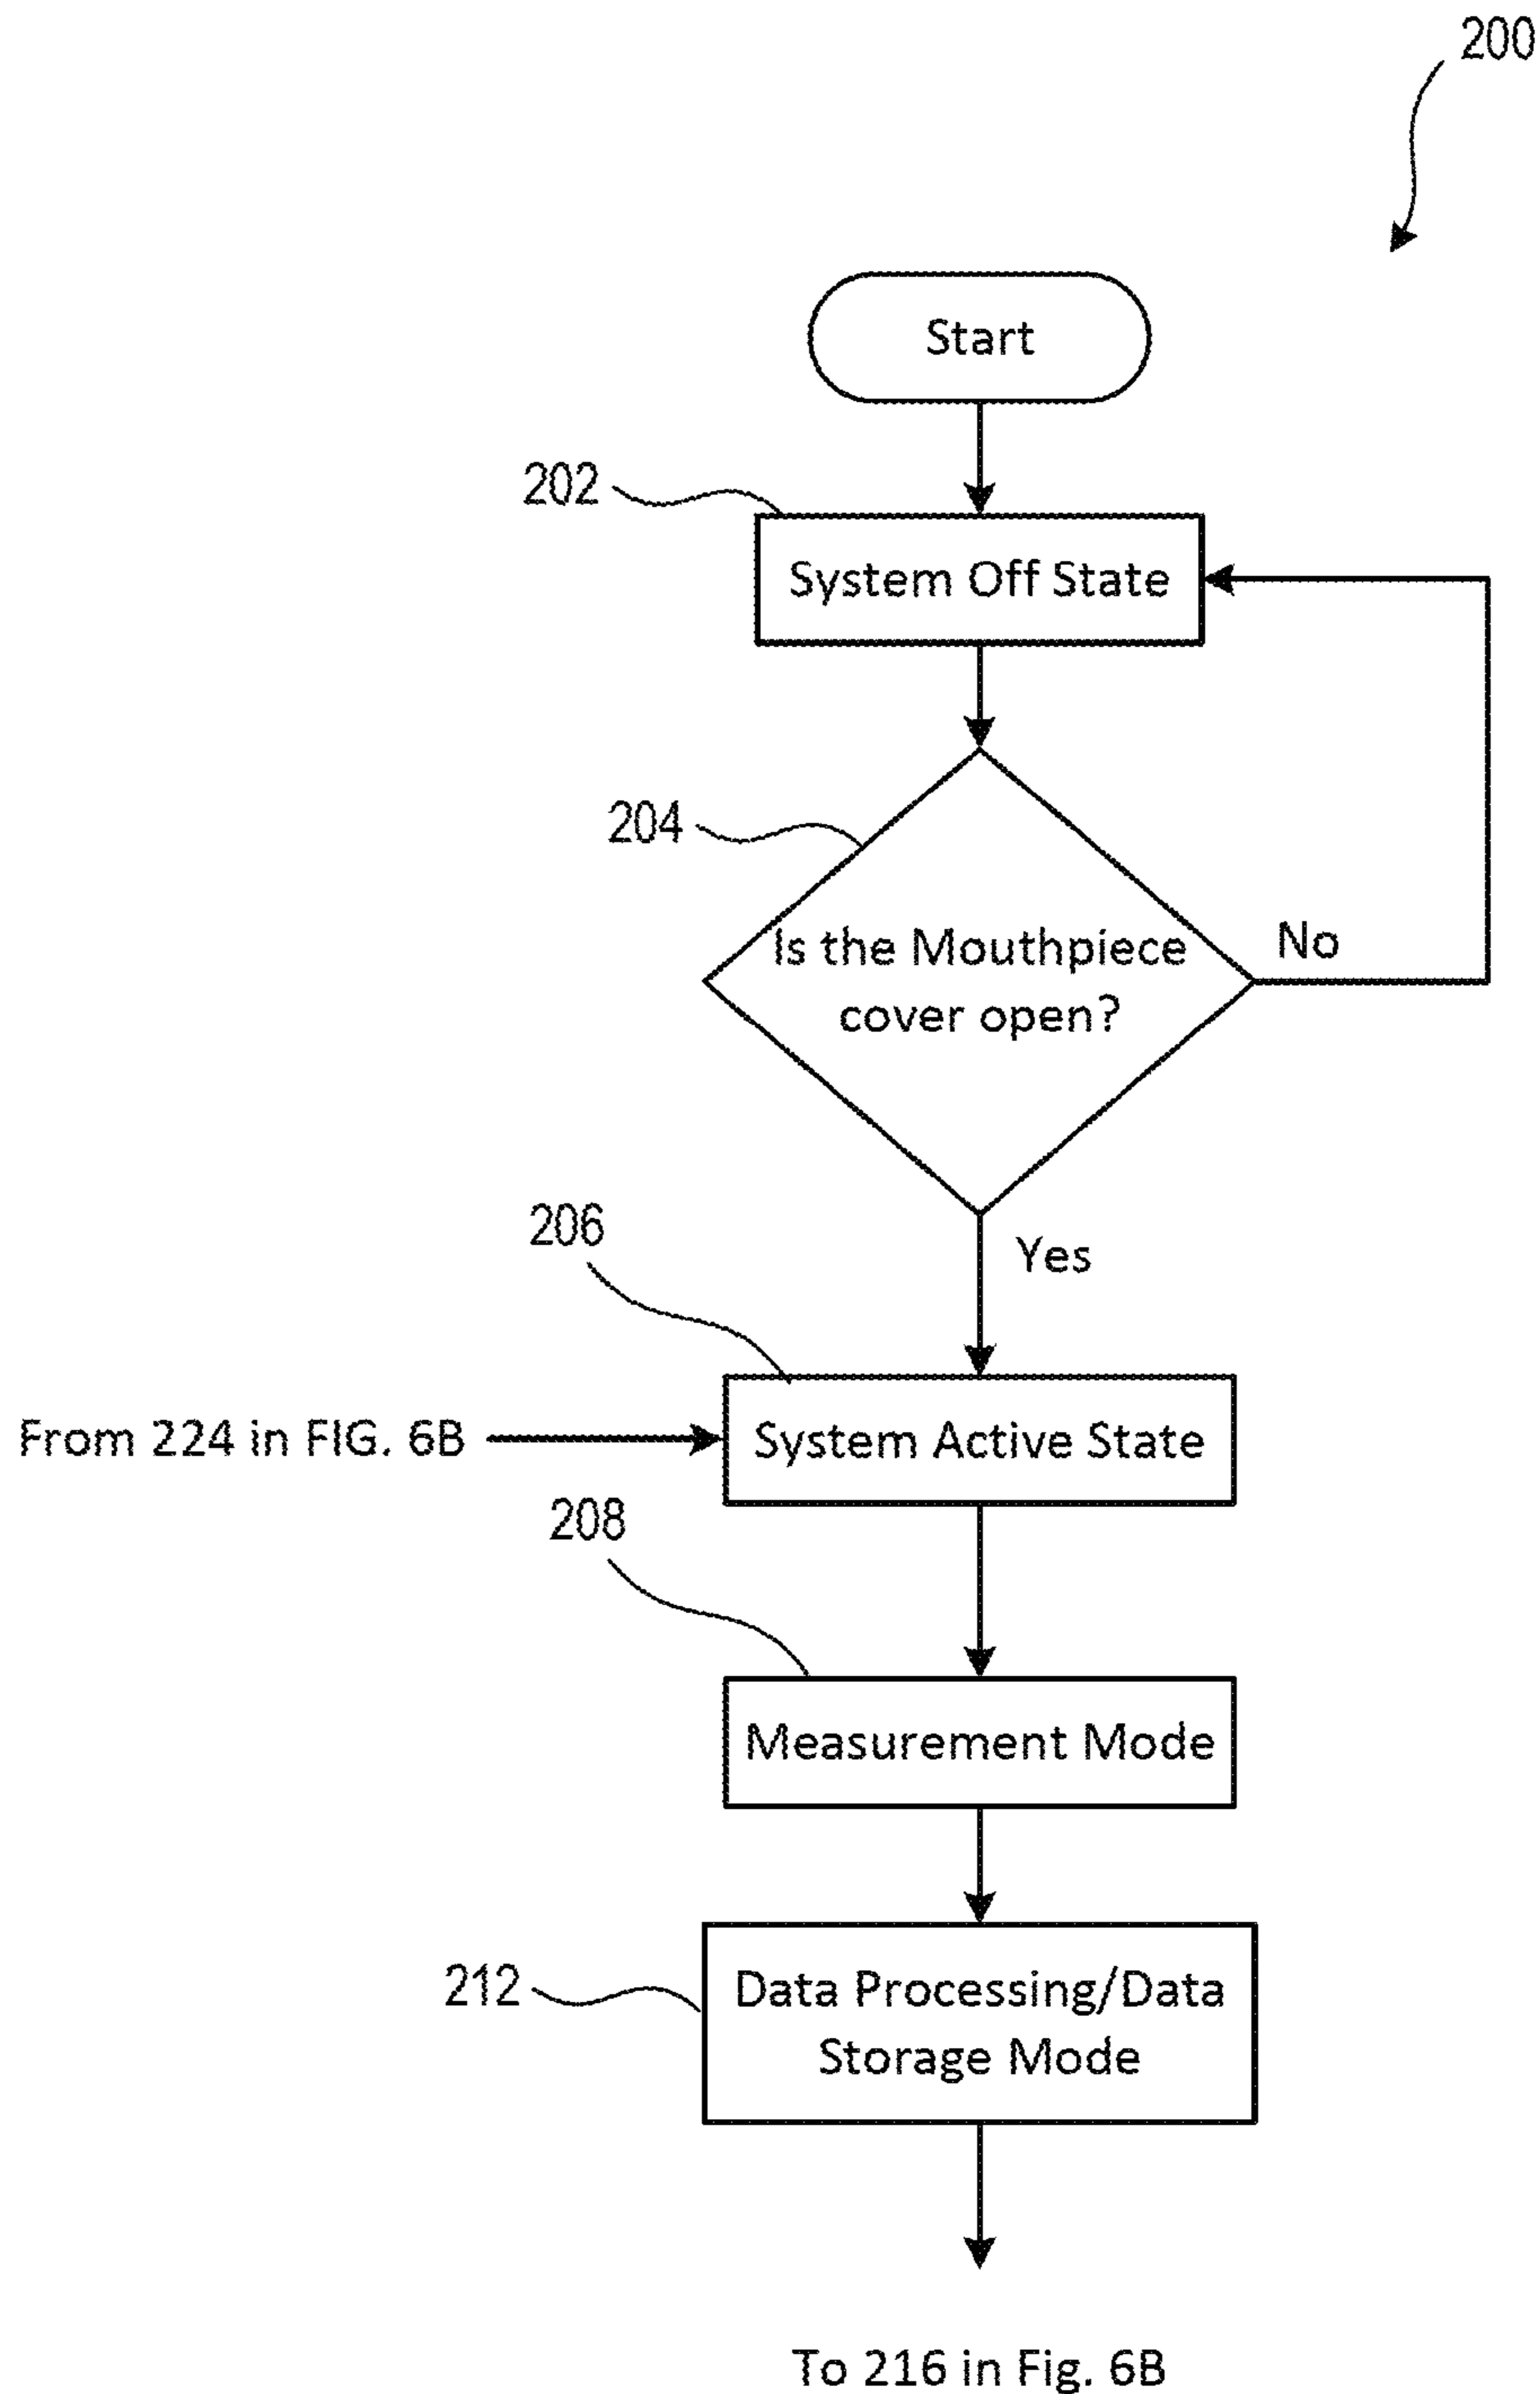 200
Start
202
System Off State
204
Is the Mouthpiece
cover open?
No
206
Yes
From 224 in FIG. 6B
System Active State
208
Measurement Mode
212
Data Processing/Data
Storage Mode
To 216 in Fig. 6B